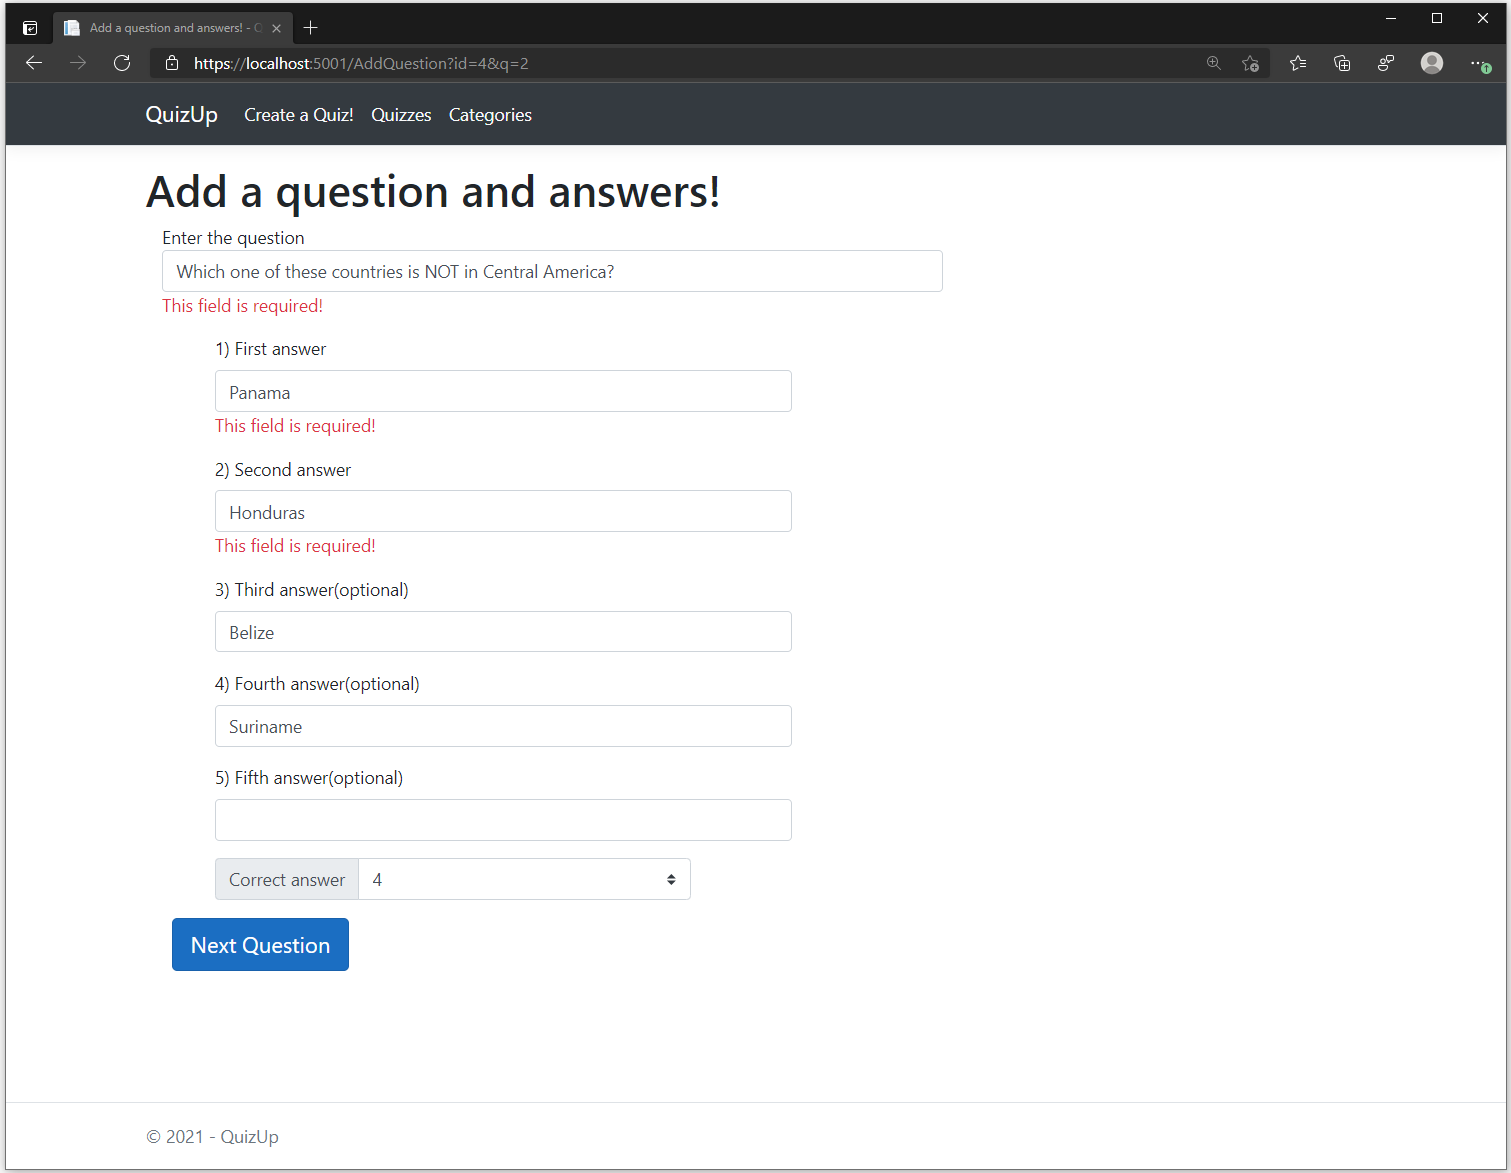 Add a question and answers! - Q
https://localhost:5001/AddQuestion?id=4&q=2
QuizUp Create a Quiz! Quizzes Categories
Add a question and answers!
Enter the question
Which one of these countries is NOT in Central America?
This field is required!
1) First answer
Panama
This field is required!
2) Second answer
Honduras
This field is required!
3) Third answer(optional)
Belize
4) Fourth answer(optional)
Suriname
5) Fifth answer(optional)
Correct answer 4
Next Question
© 2021 - QuizUp